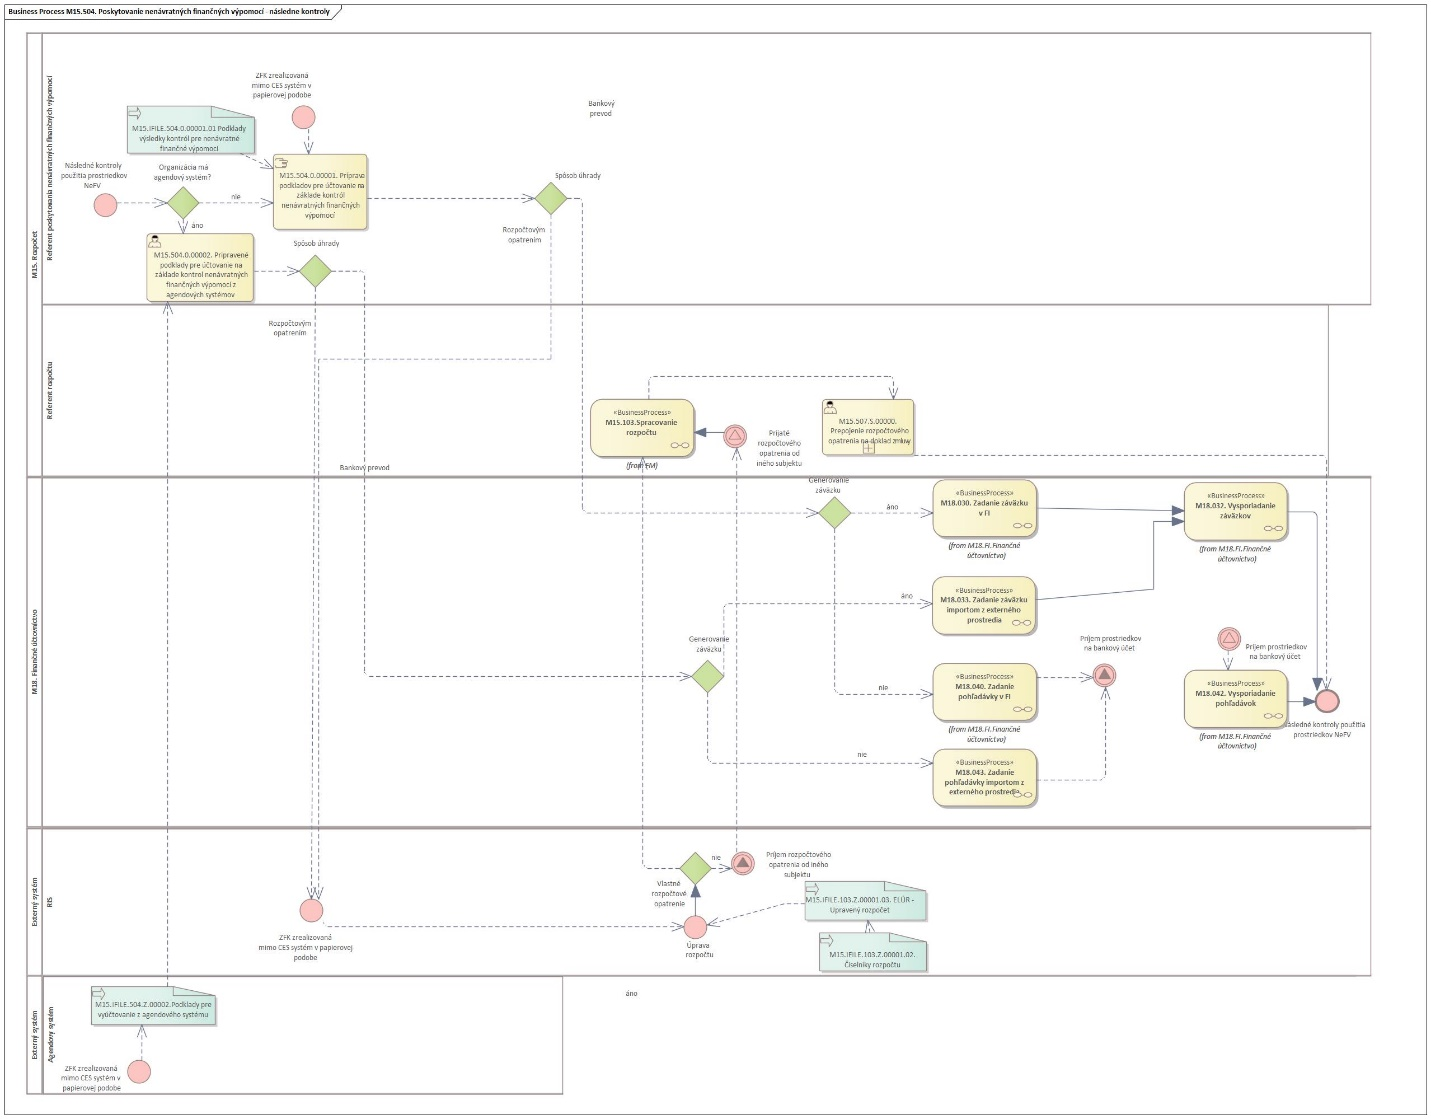 Business Process M15.504. Poskytovanie nenávratných finančných výpomocí - následne kontroly
M15. Rozpočet
Referent poskytovania nenávratných finančných výpomocí
ZFK zrealizovaná
mimo CES systém v
papierovej podobe
Bankový
prevod
M15.IFILE.504.0.00001.01 Podklady
výsledky kontról pre nenávratné
finančné výpomoci
Následné kontroly
použitia prostriedkov
NeFV
Organizácia má
agendový systém?
nie
áno
M15.504.0.00001. Príprava
podkladov pre účtovanie na
základe kontról
nenávratných finančných
výpomocí
Spôsob úhrady
Rozpočtovým
opatrením
M15.504.0.00002. Pripravené
podklady pre účtovanie na
základe kontrol nenávratných
finančných výpomocí z
agendových systémov
Spôsob úhrady
Rozpočtovým
opatrením
Referent rozpočtu
«BusinessProcess»
M15.103.Spracovanie
rozpočtu
(from FM)
Prijaté
rozpočtového
opatrenia od
iného subjektu
M15.507.S.00000.
Prepojenie rozpočtového
opatrenia na doklad zmluvy
Bankový prevod
M18. Finančné účtovníctvo
Generovanie
záväzku
áno
«BusinessProcess»
M18.030. Zadanie záväzku
v FI
(from M18.FI.Finančné
účtovníctvo)
«BusinessProcess»
M18.032. Vysporiadanie
záväzkov
(from M18.FI.Finančné
účtovníctvo)
áno
«BusinessProcess»
M18.033. Zadanie záväzku
importom z externého
prostredia
Generovanie
záväzku
nie
«BusinessProcess»
M18.040. Zadanie
pohľadávky v FI
(from M18.FI.Finančné
účtovníctvo)
Príjem prostriedkov
na bankový účet
Príjem prostriedkov
na bankový účet
«BusinessProcess»
M18.042. Vysporiadanie
pohľadávok
(from M18.FI.Finančné
účtovníctvo)
Následné kontroly použitia
prostriedkov NeFV
nie
«BusinessProcess»
M18.043. Zadanie
pohľadávky importom z
externého prostredia
Externý systém
RIS
nie
Vlastné
rozpočtové
opatrenie
Príjem rozpočtového
opatrenia od iného
subjektu
M15.IFILE.103.Z.00001.03. ELÚR -
Upravený rozpočet
ZFK zrealizovaná
mimo CES systém v papierovej
podobe
Úprava
rozpočtu
M15.IFILE.103.Z.00001.02.
Číselníky rozpočtu
Externý systém
Agendový systém
M15.IFILE.504.Z.00002.Podklady pre
vyúčtovanie z agendového systému
áno
ZFK zrealizovaná
mimo CES systém v
papierovej podobe